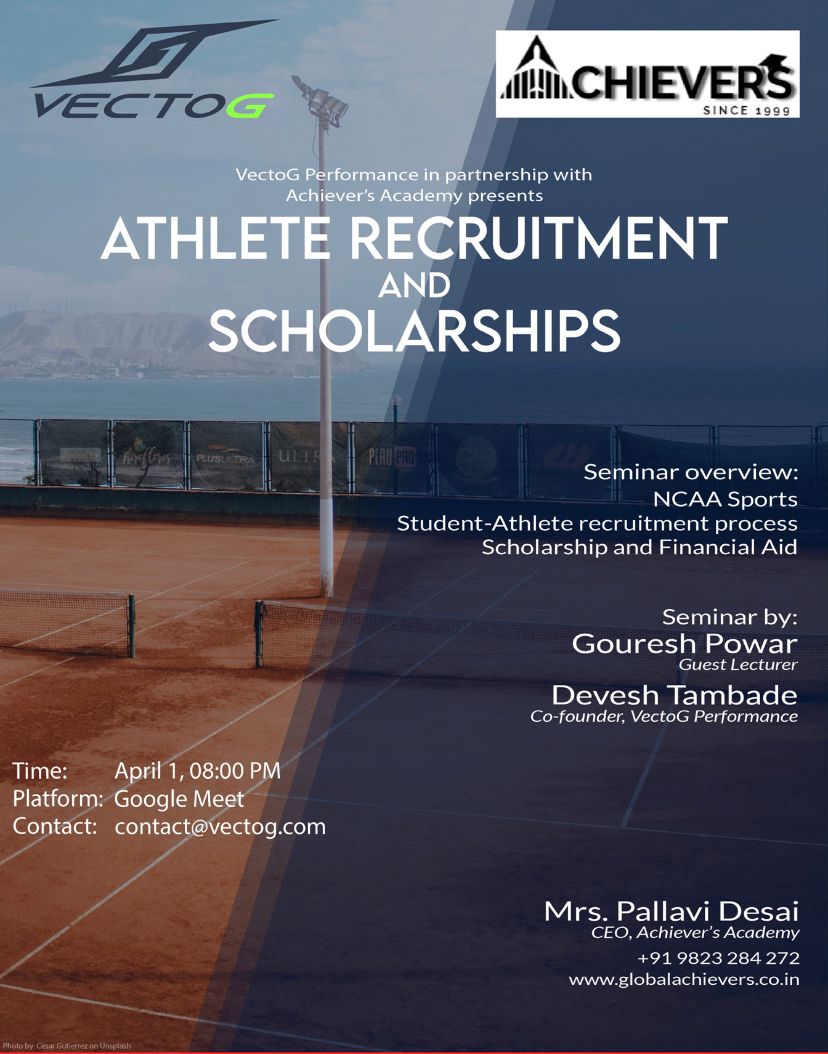 VECTOG
ACHIEVER'S
SINCE 1999
VectoG Performance in partnership with
Achiever's Academy presents
ATHLETE RECRUITMENT
AND
SCHOLARSHIPS
PLUSULTRA
ULTRA
PERU
Seminar overview:
NCAA Sports
Student-Athlete recruitment process
Scholarship and Financial Aid
Seminar by:
Gouresh Powar
Guest Lecturer
Devesh Tambade
Co-founder, VectoG Performance
Time: April 1, 08:00 PM
Platform: Google Meet
Contact: contact@vectog.com
Mrs. Pallavi Desai
CEO, Achiever's Academy
+91 9823 284 272
www.globalachievers.co.in
Photo by: Cesar Gutierrez on Unsplash